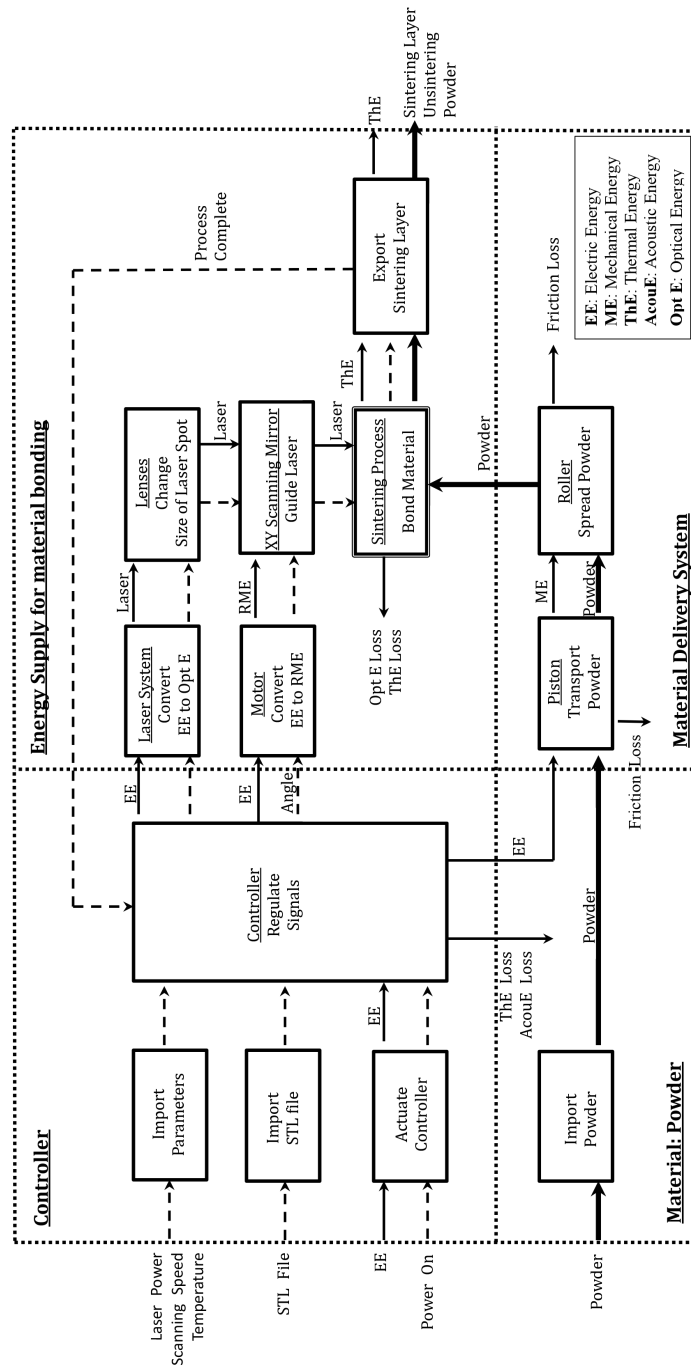 Controller
Energy Supply for material bonding
Laser Power
Scanning Speed
Temperature
Import
Parameters
STL File
Import
STL file
EE
Power On
Actuate
Controller
EE
Controller
Regulate
Signals
ThE Loss
AcouE Loss
EE
EE
EE
Angle
Laser System
Convert
EE to Opt E
Laser
Lenses
Change
Size of Laser Spot
Laser
Motor
Convert
EE to RME
RME
XY Scanning Mirror
Guide Laser
Laser
Opt E Loss
ThE Loss
Sintering Process
Bond Material
ThE
Process
Complete
Export
Sintering Layer
ThE
Sintering Layer
Unsintering
Powder
Powder
Powder
Import
Powder
Powder
Piston
Transport
Powder
Friction Loss
ME
Powder
Roller
Spread Powder
Friction Loss
Material: Powder
Material Delivery System
EE: Electric Energy
ME: Mechanical Energy
ThE: Thermal Energy
AcouE: Acoustic Energy
Opt E: Optical Energy